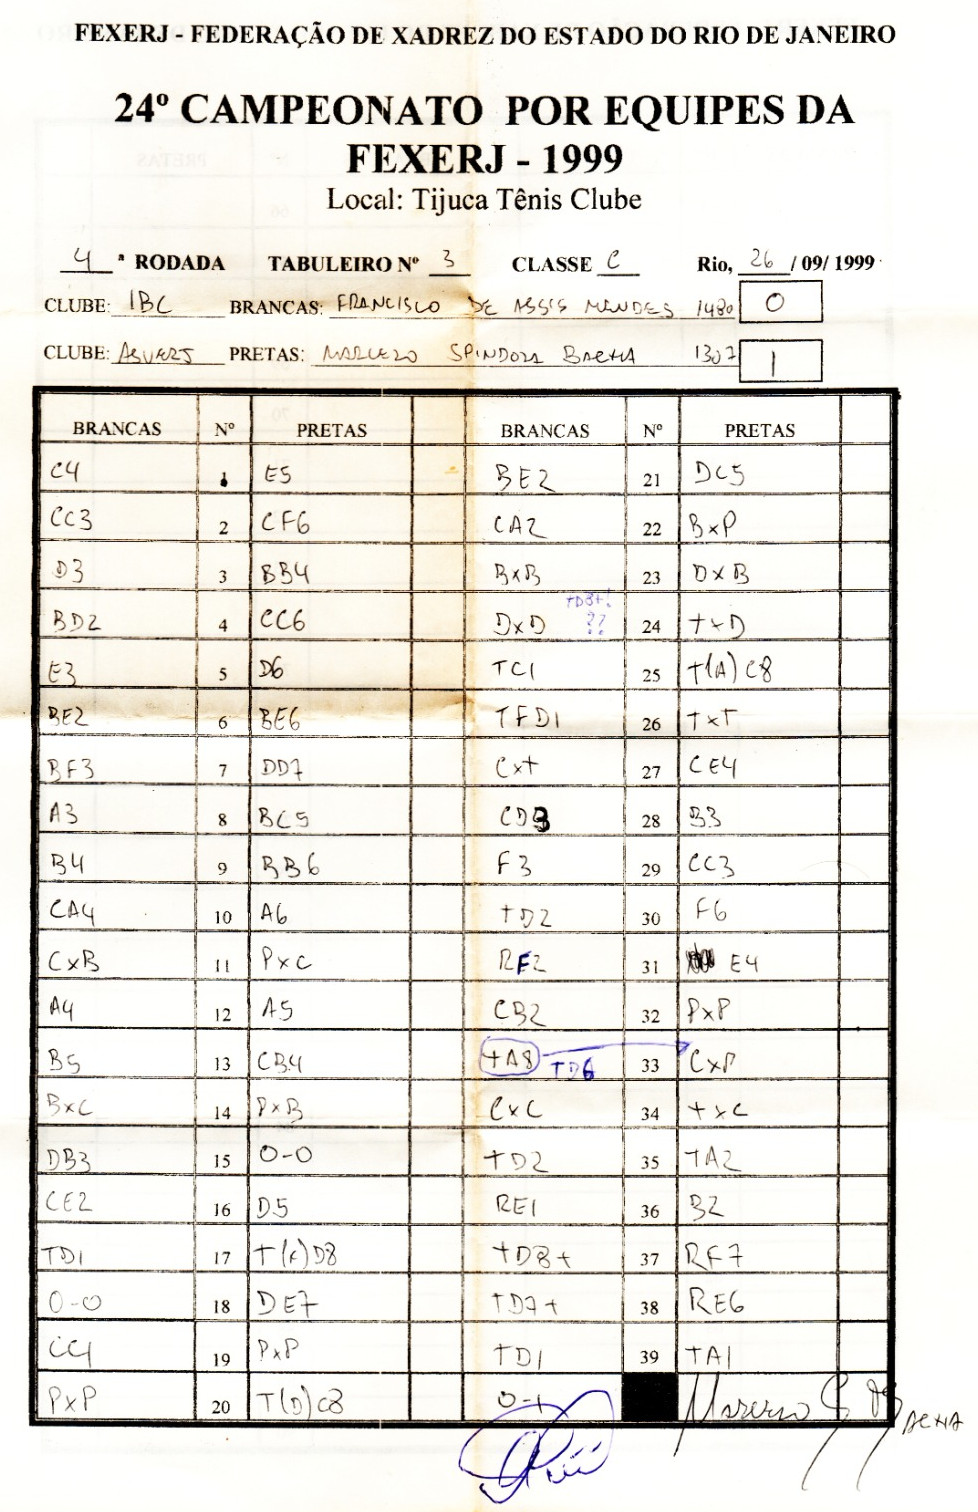 FEXERJ - FEDERAÇÃO DE XADREZ DO ESTADO DO RIO DE JANEIRO
24º CAMPEONATO POR EQUIPES DA
FEXERJ - 1999
Local: Tijuca Tênis Clube
4 ª RODADA TABULEIRO Nº 3 CLASSE C Rio, 26 / 09/ 1999
CLUBE: IBC BRANCAS: FRANCISCO DE ASSIS MENDES 1480 0
CLUBE: PRETAS: BACHA 1307 1
BRANCAS Nº PRETAS BRANCAS Nº PRETAS
C4 1 E5 BE2 21 DC5
CC3 2 CF6 CA2 22 BxP
D3 3 BB4 BxB 23 DxB
TD8+!
BD2 4 CC6 DxD ?? 24 TxD
E3 5 D6 TC1 25 T(A)C8
BE2 6 BE6 TFD1 26 TxT
BF3 7 DD7 CxT 27 CE4
A3 8 BC5 CD3 28 B3
B4 9 BB6 F3 29 CC3
CA4 10 A6 TD2 30 F6
CxB 11 PxC RF2 31 E4
A4 12 A5 CB2 32 PxP
B5 13 CB4 TA8 TD6 33 CxP
BxC 14 PxB CxC 34 TxC
DB3 15 O-O TD2 35 TA2
CE2 16 D5 RE1 36 B2
TD1 17 T(F)D8 TD8+ 37 RF7
O-O 18 DE7 TD7+ 38 RE6
CC1 19 PxP TD1 39 TA1
PxP 20 T(D)C8 0-1
BACHA